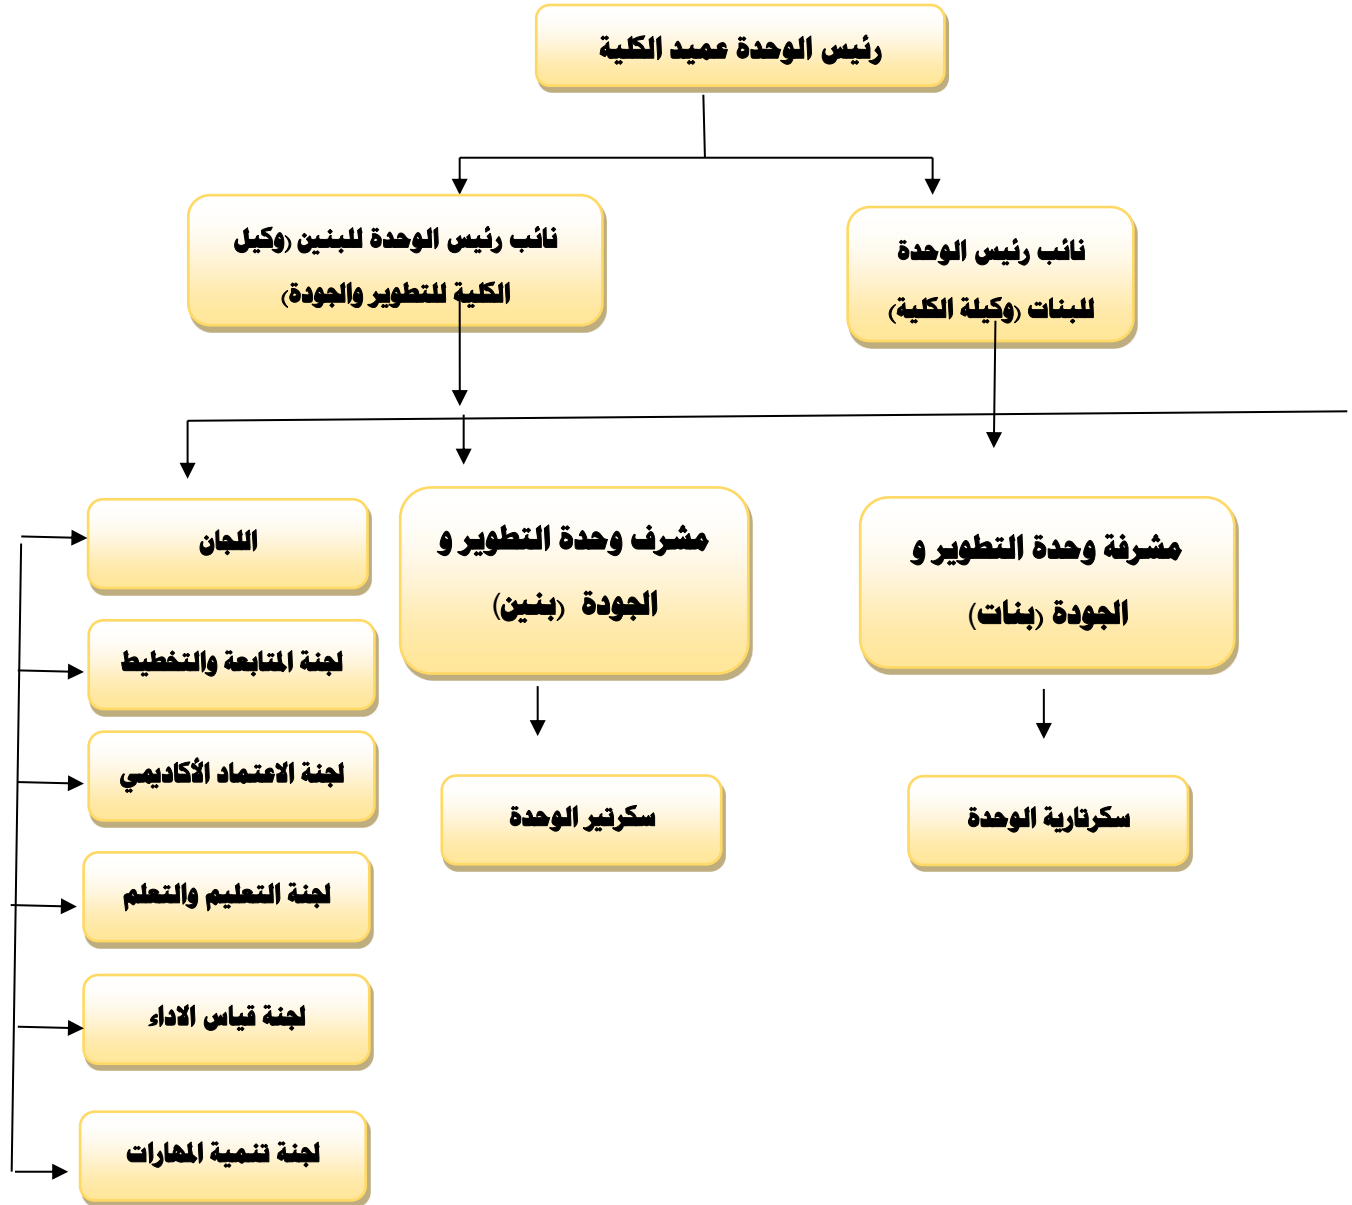 رئيس الوحدة عميد الكلية
نائب رئيس الوحدة
للبنات (وكيلة الكلية)
نائب رئيس الوحدة للبنين (وكيل
الكلية للتطوير والجودة)
مشرفة وحدة التطوير و
الجودة (بنات)
مشرف وحدة التطوير و
الجودة (بنين)
اللجان
سكرتارية الوحدة
سكرتير الوحدة
لجنة المتابعة والتخطيط
لجنة الاعتماد الأكاديمي
لجنة التعليم والتعلم
لجنة قياس الاداء
لجنة تنمية المهارات